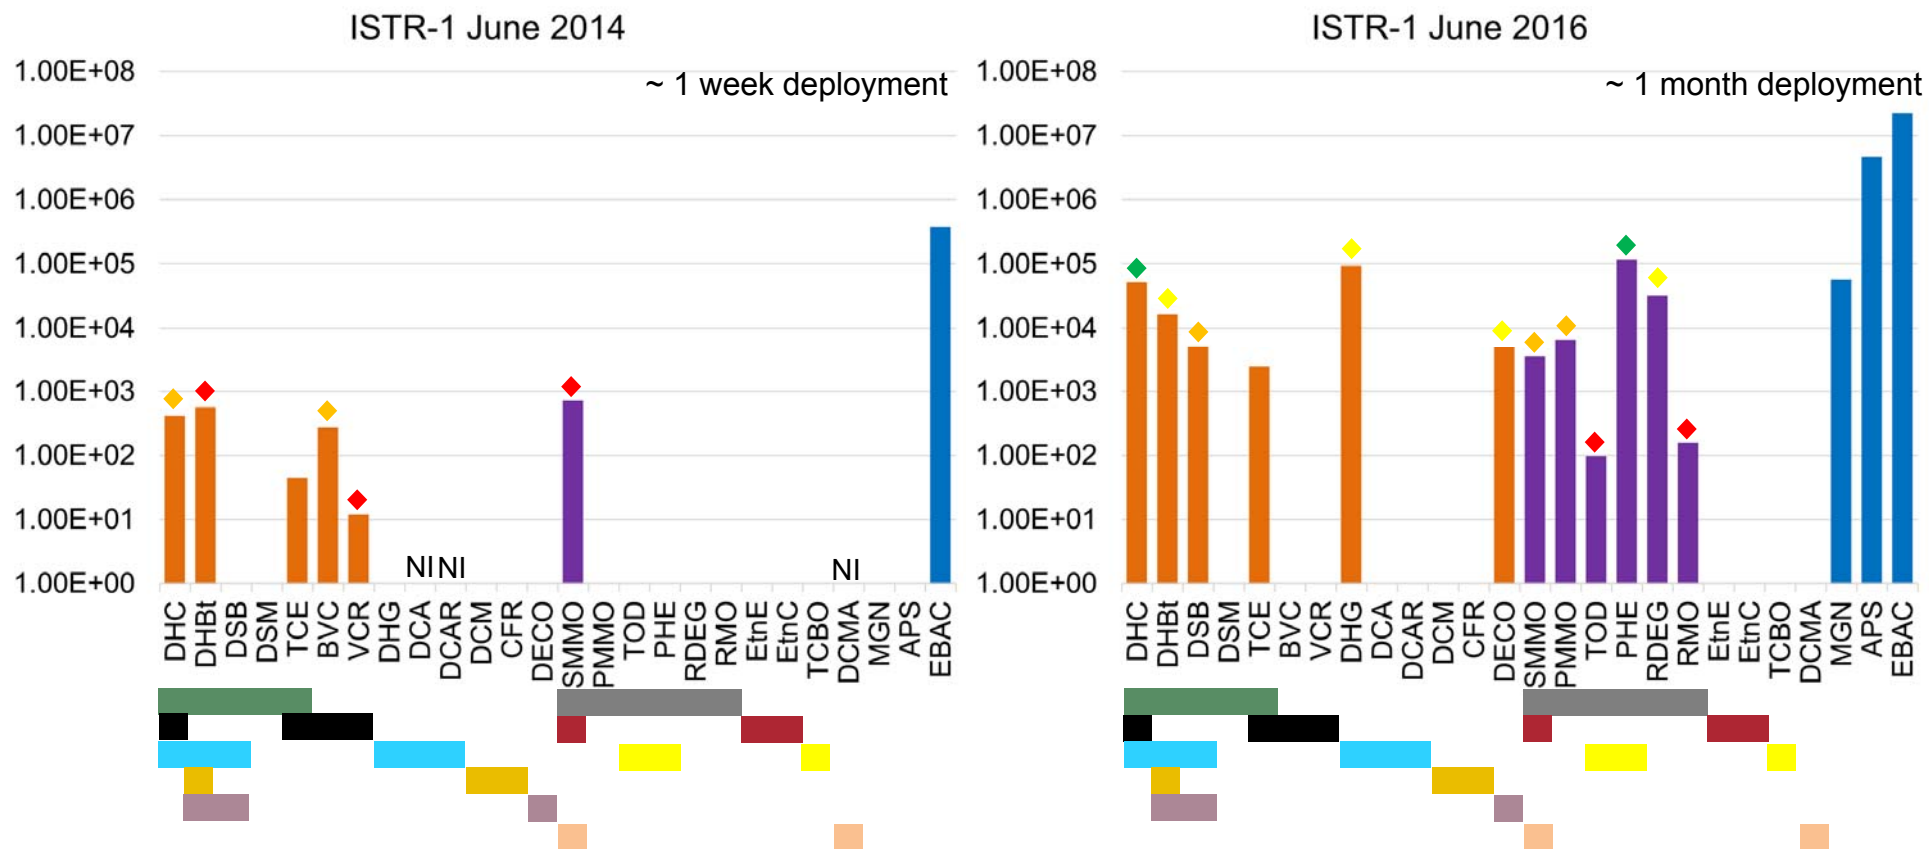 ISTR-1 June 2014
~ 1 week deployment
1.00E+08
1.00E+07
1.00E+06
1.00E+05
1.00E+04
1.00E+03
1.00E+02
1.00E+01
1.00E+00
NI
NI
NI
DHC
DHBt
DSB
DSM
TCE
BVC
VCR
DHG
DCA
DCAR
DCM
CFR
DECO
SMMO
PMMO
TOD
PHE
RDEG
RMO
EtnE
EtnC
TCBO
DCMA
MGN
APS
EBAC
ISTR-1 June 2016
~ 1 month deployment
1.00E+08
1.00E+07
1.00E+06
1.00E+05
1.00E+04
1.00E+03
1.00E+02
1.00E+01
1.00E+00
DHC
DHBt
DSB
DSM
TCE
BVC
VCR
DHG
DCA
DCAR
DCM
CFR
DECO
SMMO
PMMO
TOD
PHE
RDEG
RMO
EtnE
EtnC
TCBO
DCMA
MGN
APS
EBAC